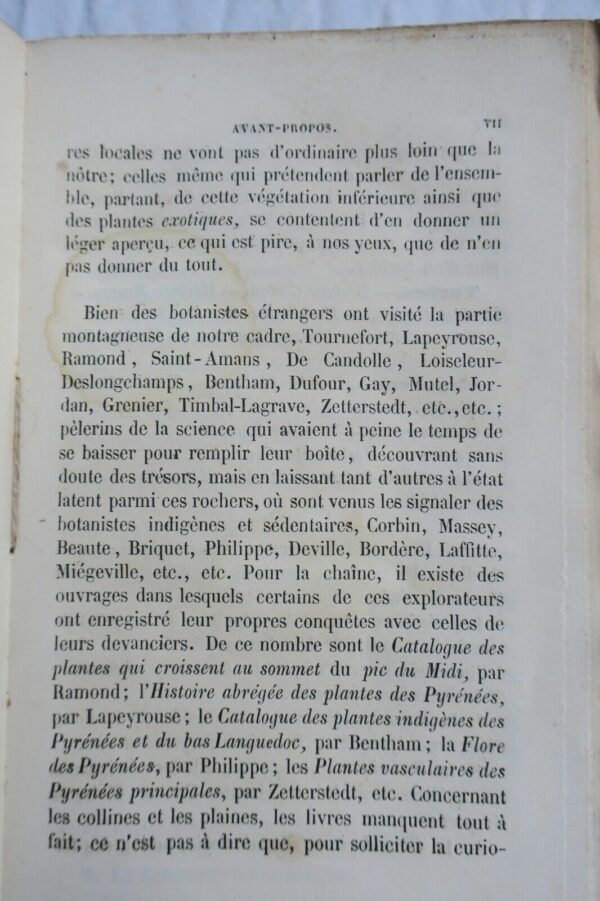 AVANT-PROPOS. VII
res locales ne vont pas d'ordinaire plus loin que la
nôtre; celles même qui prétendent parler de l'ensem-
ble, partant, de cette végétation inférieure ainsi que
des plantes exotiques, se contentent d'en donner un
léger aperçu, ce qui est pire, à nos yeux, que de n'en
pas donner du tout.
Bien des botanistes étrangers ont visité la partie
montagneuse de notre cadre, Tournefort, Lapeyrouse,
Ramond, Saint-Amans, De Candolle, Loiseleur-
Deslongchamps, Bentham, Dufour, Gay, Mutel, Jor-
dan, Grenier, Timbal-Lagrave, Zetterstedt, etc., etc.;
pèlerins de la science qui avaient à peine le temps de
se baisser pour remplir leur boîte, découvrant sans
doute des trésors, mais en laissant tant d'autres à l'état
latent parmi ces rochers, où sont venus les signaler des
botanistes indigènes et sédentaires, Corbin, Massey,
Beaute, Briquet, Philippe, Deville, Bordère, Laffitte,
Miégeville, etc., etc. Pour la chaîne, il existe des
ouvrages dans lesquels certains de ces explorateurs
ont enregistré leur propres conquêtes avec celles de
leurs devanciers. De ce nombre sont le Catalogue des
plantes qui croissent au sommet du pic du Midi, par
Ramond; l'Histoire abrégée des plantes des Pyrénées,
par Lapeyrouse; le Catalogue des plantes indigènes des
Pyrénées et du bas Languedoc, par Bentham; la Flore
des Pyrénées, par Philippe; les Plantes vasculaires des
Pyrénées principales, par Zetterstedt, etc. Concernant
les collines et les plaines, les livres manquent tout à
fait; ce n'est pas à dire que, pour solliciter la curio-